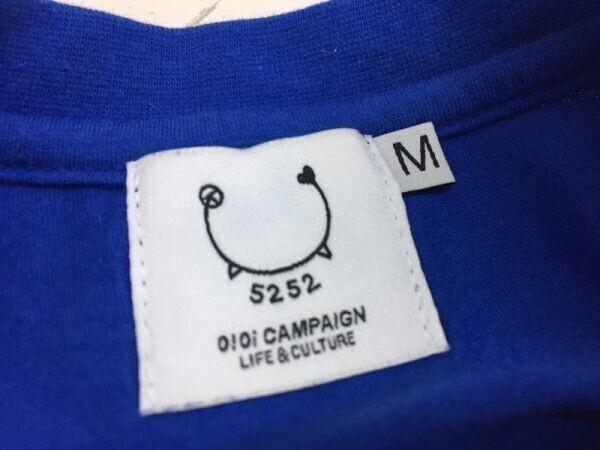 M
5252
O!Oi CAMPAIGN
LIFE & CULTURE